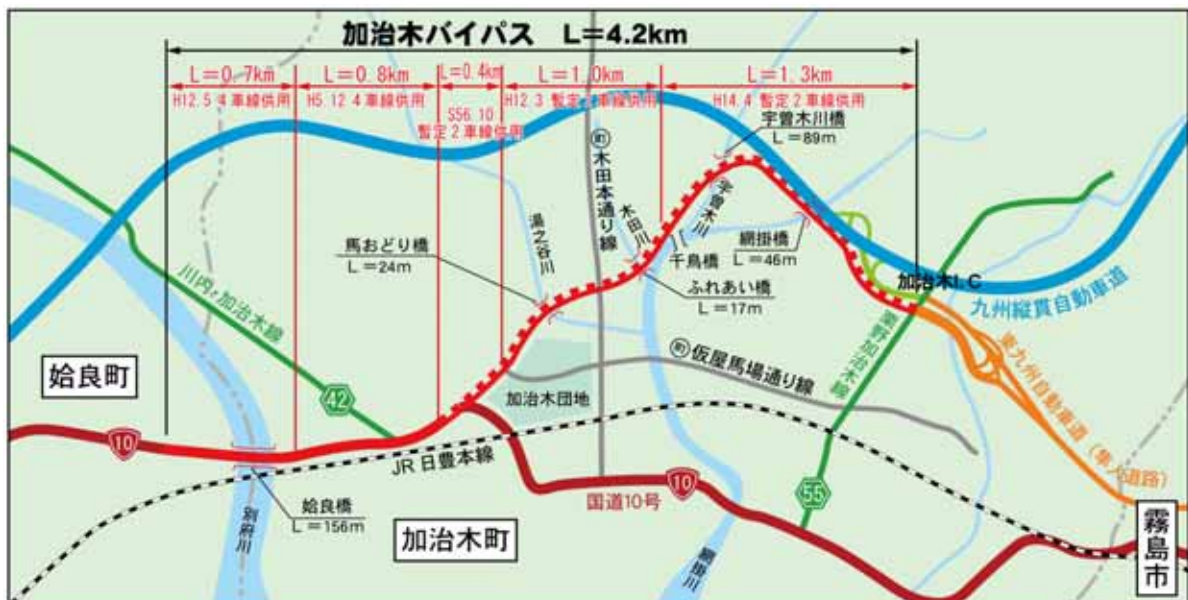 加治木バイパス L=4.2km
L=0.7km
H12.5 4車線供用
L=0.8km
H5.12 4車線供用
L=0.4km
S56.10
暫定2車線供用
L=1.0km
H12.3 暫定2車線供用
L=1.3km
H14.4 暫定2車線供用
宇曽木川橋
L=89m
町 木田本通り線
宇曽木川
木田川
湯之谷川
千鳥橋
網掛橋
L=46m
馬おどり橋
L=24m
ふれあい橋
L=17m
加治木I.C
九州縦貫自動車道
川内・加治木線
栗野加治木線
東九州自動車道(隼人道路)
町 仮屋馬場通り線
姶良町
42
加治木団地
10
JR 日豊本線
10
国道10号
55
姶良橋
L=156m
別府川
加治木町
網掛川
霧島市